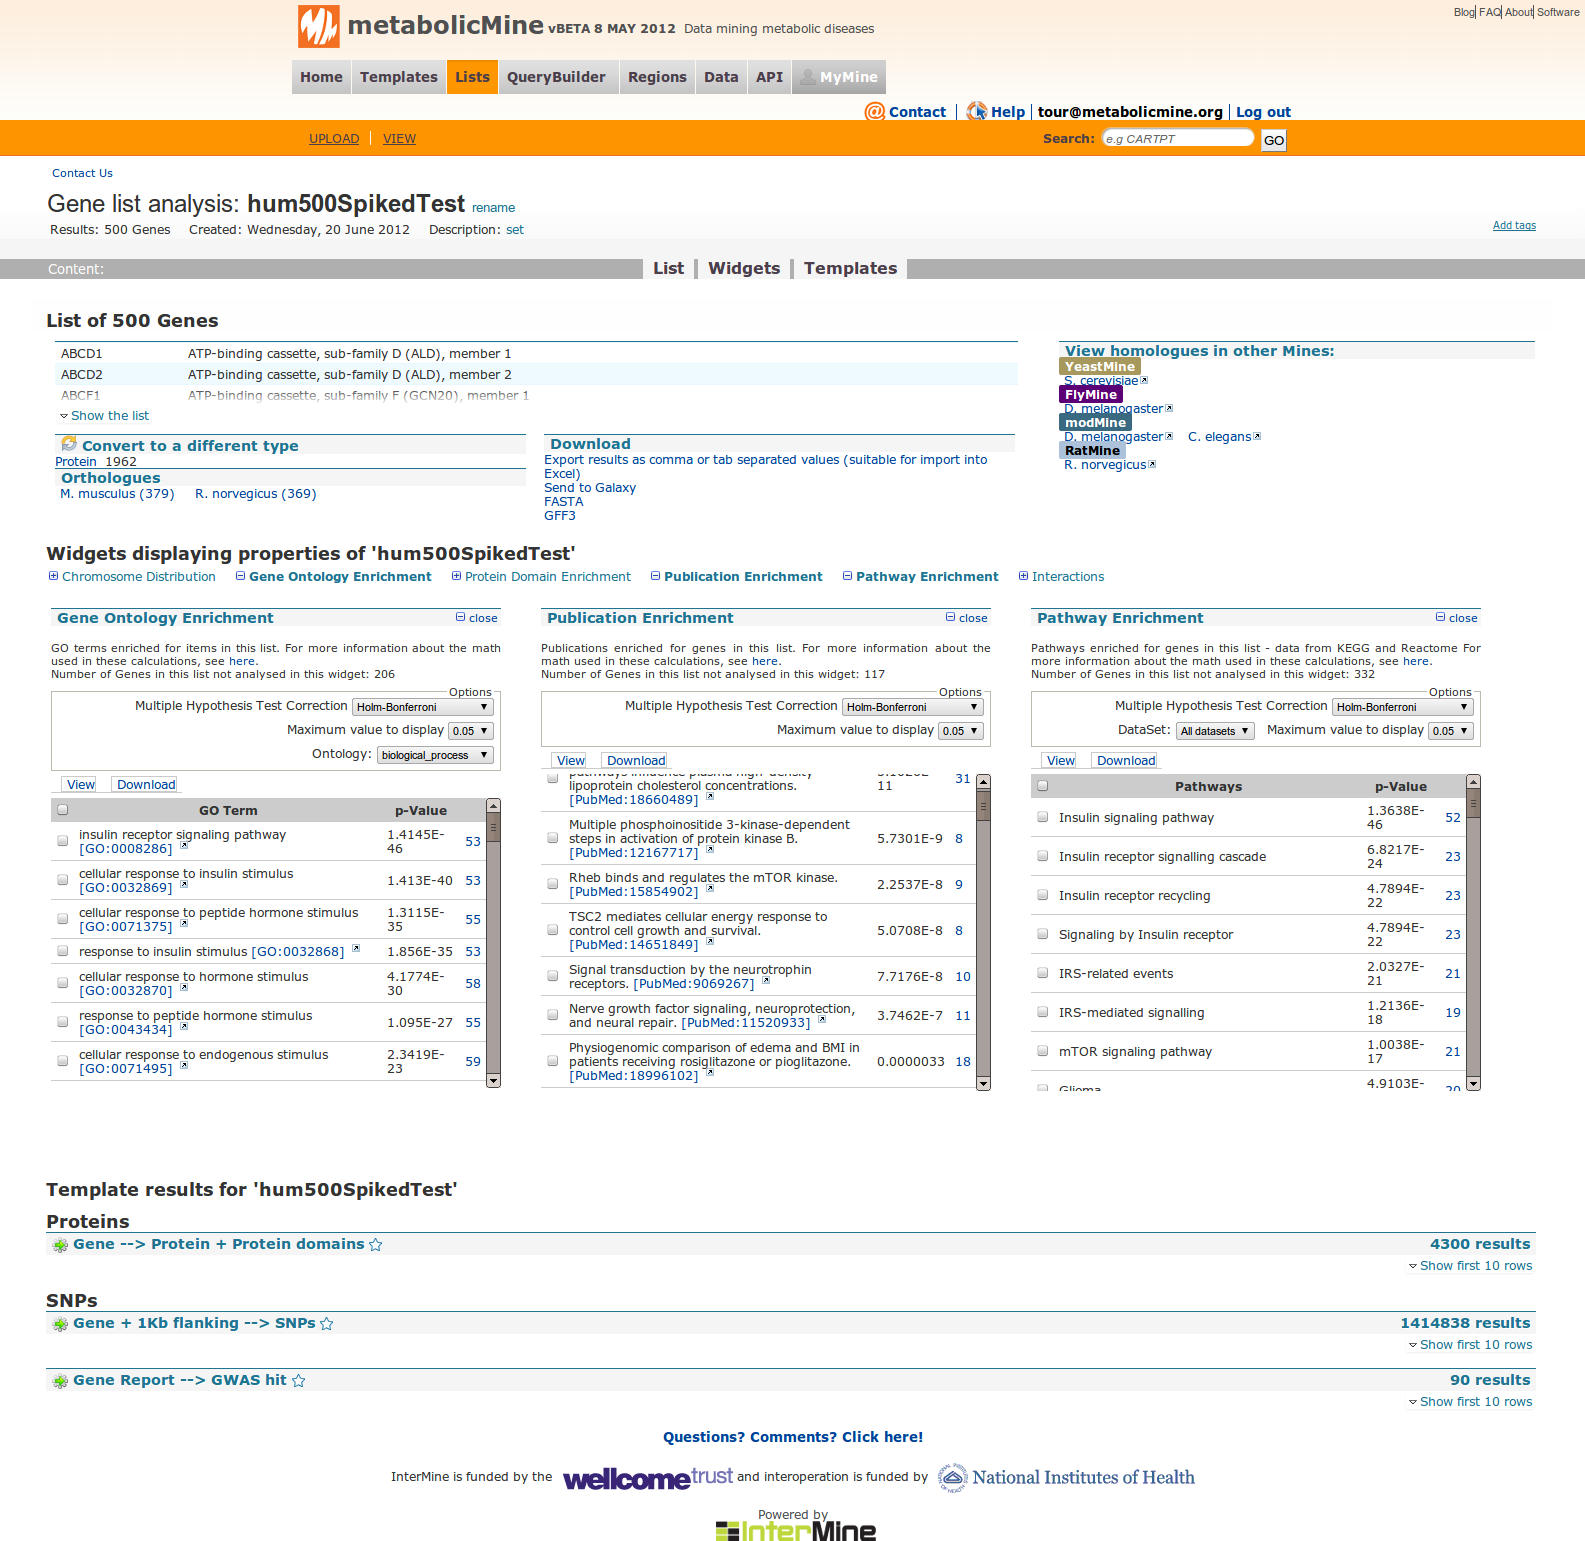 Blog| FAQ| About| Software
metabolicMine vBETA 8 MAY 2012 Data mining metabolic diseases
Home Templates Lists QueryBuilder Regions Data API MyMine
Contact | Help | tour@metabolicmine.org | Log out
UPLOAD | VIEW
Search: e.g CARTPT GO
Contact Us
Gene list analysis: hum500SpikedTest rename
Results: 500 Genes Created: Wednesday, 20 June 2012 Description: set
Add tags
Content: List Widgets Templates
List of 500 Genes
ABCD1 ATP-binding cassette, sub-family D (ALD), member 1
ABCD2 ATP-binding cassette, sub-family D (ALD), member 2
ABCF1 ATP-binding cassette, sub-family F (GCN20), member 1
Show the list
Convert to a different type
Protein 1962
Orthologues
M. musculus (379) R. norvegicus (369)
Download
Export results as comma or tab separated values (suitable for import into
Excel)
Send to Galaxy
FASTA
GFF3
View homologues in other Mines:
YeastMine
S. cerevisiae
FlyMine
D. melanogaster
modMine
D. melanogaster C. elegans
RatMine
R. norvegicus
Widgets displaying properties of 'hum500SpikedTest'
Chromosome Distribution Gene Ontology Enrichment Protein Domain Enrichment Publication Enrichment Pathway Enrichment Interactions
Gene Ontology Enrichment close
GO terms enriched for items in this list. For more information about the math
used in these calculations, see here.
Number of Genes in this list not analysed in this widget: 206
Options
Multiple Hypothesis Test Correction Holm-Bonferroni
Maximum value to display 0.05
Ontology: biological_process
View Download
GO Term p-Value
insulin receptor signaling pathway
[GO:0008286] 1.4145E-
46 53
cellular response to insulin stimulus
[GO:0032869] 1.413E-40 53
cellular response to peptide hormone stimulus
[GO:0071375] 1.3115E-
35 55
response to insulin stimulus [GO:0032868] 1.856E-35 53
cellular response to hormone stimulus
[GO:0032870] 4.1774E-
30 58
response to peptide hormone stimulus
[GO:0043434] 1.095E-27 55
cellular response to endogenous stimulus
[GO:0071495] 2.3419E-
23 59
Publication Enrichment close
Publications enriched for genes in this list. For more information about the
math used in these calculations, see here.
Number of Genes in this list not analysed in this widget: 117
Options
Multiple Hypothesis Test Correction Holm-Bonferroni
Maximum value to display 0.05
View Download
pathways influence plasma high-density
lipoprotein cholesterol concentrations.
[PubMed:18660489] 11 31
Multiple phosphoinositide 3-kinase-dependent
steps in activation of protein kinase B.
[PubMed:12167717] 5.7301E-9 8
Rheb binds and regulates the mTOR kinase.
[PubMed:15854902] 2.2537E-8 9
TSC2 mediates cellular energy response to
control cell growth and survival.
[PubMed:14651849] 5.0708E-8 8
Signal transduction by the neurotrophin
receptors. [PubMed:9069267] 7.7176E-8 10
Nerve growth factor signaling, neuroprotection,
and neural repair. [PubMed:11520933] 3.7462E-7 11
Physiogenomic comparison of edema and BMI in
patients receiving rosiglitazone or pioglitazone.
[PubMed:18996102] 0.0000033 18
Pathway Enrichment close
Pathways enriched for genes in this list - data from KEGG and Reactome For
more information about the math used in these calculations, see here.
Number of Genes in this list not analysed in this widget: 332
Options
Multiple Hypothesis Test Correction Holm-Bonferroni
DataSet: All datasets Maximum value to display 0.05
View Download
Pathways p-Value
Insulin signaling pathway 1.3638E-
46 52
Insulin receptor signalling cascade 6.8217E-
24 23
Insulin receptor recycling 4.7894E-
22 23
Signaling by Insulin receptor 4.7894E-
22 23
IRS-related events 2.0327E-
21 21
IRS-mediated signalling 1.2136E-
18 19
mTOR signaling pathway 1.0038E-
17 21
Glioma 4.9103E- 20
Template results for 'hum500SpikedTest'
Proteins
Gene --> Protein + Protein domains 4300 results
Show first 10 rows
SNPs
Gene + 1Kb flanking --> SNPs 1414838 results
Show first 10 rows
Gene Report --> GWAS hit 90 results
Show first 10 rows
Questions? Comments? Click here!
InterMine is funded by the wellcometrust and interoperation is funded by National Institutes of Health
Powered by
InterMine